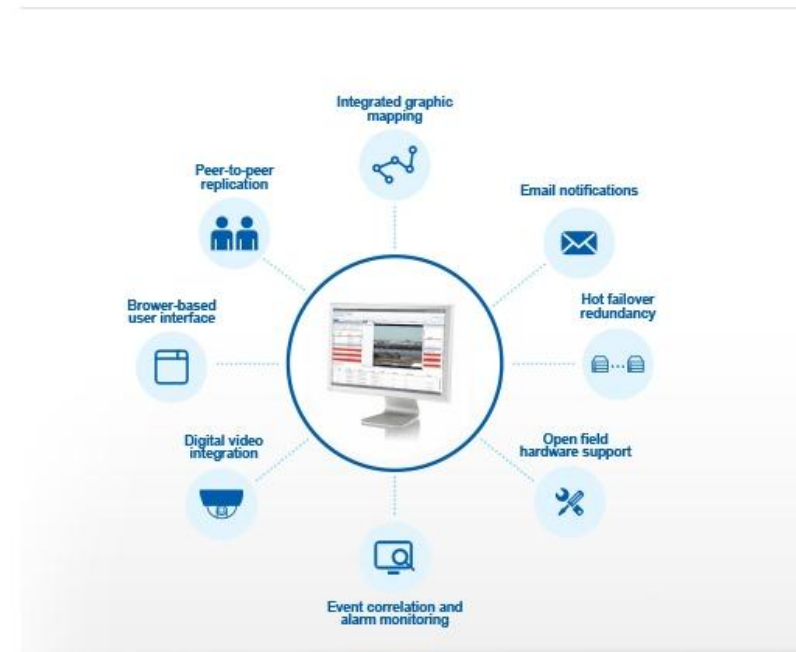 Integrated graphic
mapping
Peer-to-peer
replication
Email notifications
Brower-based
user interface
Hot failover
redundancy
Digital video
integration
Open field
hardware support
Event correlation and
alarm monitoring